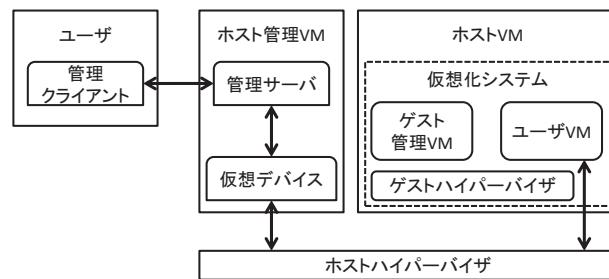 ユーザ
管理
クライアント
ホスト管理VM
管理サーバ
仮想デバイス
ホストVM
仮想化システム
ゲスト
管理VM
ユーザVM
ゲストハイパーバイザ
ホストハイパーバイザ